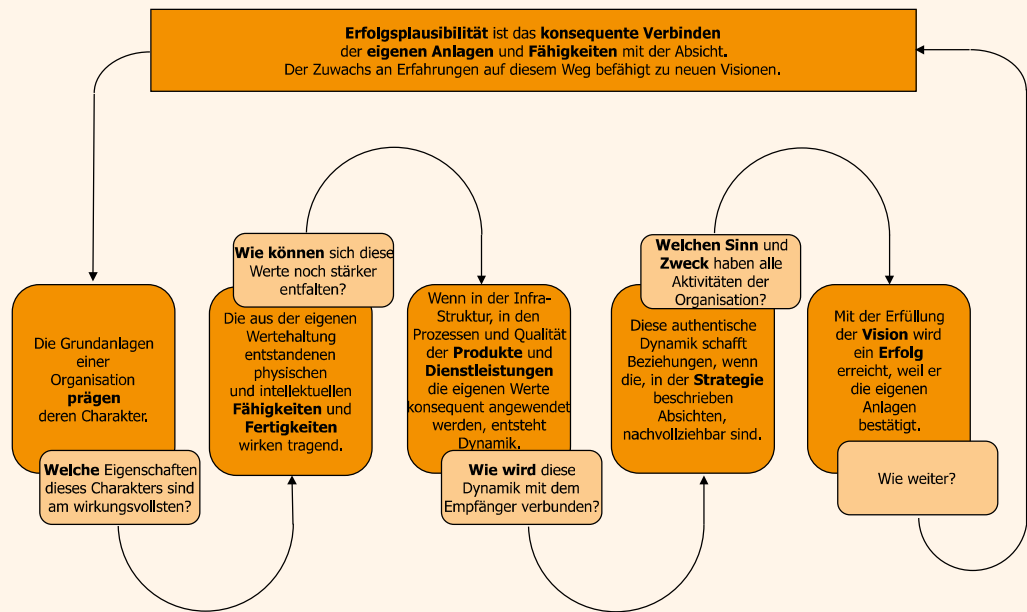 Erfolgsplausibilität ist das konsequente Verbinden
der eigenen Anlagen und Fähigkeiten mit der Absicht.
Der Zuwachs an Erfahrungen auf diesem Weg befähigt zu neuen Visionen.
Die Grundanlagen
einer
Organisation
prägen
deren Charakter.
Welche Eigenschaften
dieses Charakters sind
am wirkungsvollsten?
Die aus der eigenen
Wertehaltung
entstandenen
physischen
und intellektuellen
Fähigkeiten und
Fertigkeiten
wirken tragend.
Wie können sich diese
Werte noch stärker
entfalten?
Wenn in der Infra-
Struktur, in den
Prozessen und Qualität
der Produkte und
Dienstleistungen
die eigenen Werte
konsequent angewendet
werden, entsteht
Dynamik.
Wie wird diese
Dynamik mit dem
Empfänger verbunden?
Diese authentische
Dynamik schafft
Beziehungen, wenn
die, in der Strategie
beschrieben
Absichten,
nachvollziehbar sind.
Welchen Sinn und
Zweck haben alle
Aktivitäten der
Organisation?
Mit der Erfüllung
der Vision wird
ein Erfolg
erreicht, weil er
die eigenen
Anlagen
bestätigt.
Wie weiter?